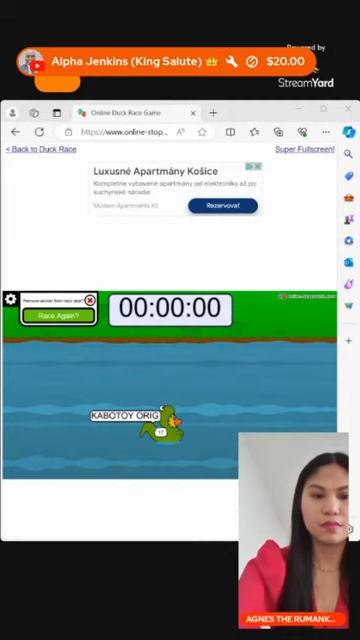 Powered by
Alpha Jenkins (King Salute) $20.00
StreamYard
Online Duck Race Game
https://www.online-stop...
< Back to Duck Race
Super Fullscreen!
Luxusné Apartmány Košice
Kompletne vybavené apartmány od elektroniky až po
kuchynské náradie.
Modern Apartments KE
Rezervovať
Remove winner from next race?
Race Again?
00:00:00
KABOTOY ORIG
17
AGNES THE RUMANK...